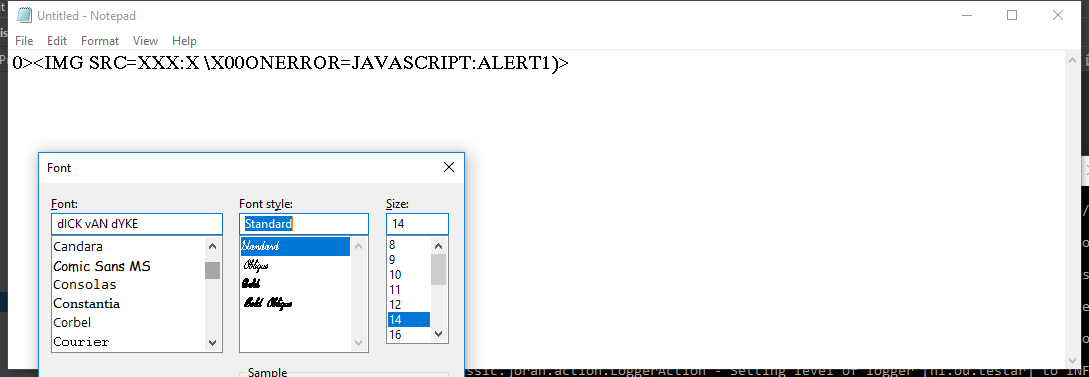 Untitled - Notepad
File Edit Format View Help
0><IMG SRC=XXX:X \X00ONERROR=JAVASCRIPT:ALERT1)>
Font
Font: Font style: Size:
dICK vAN dYKE Standard 14
Candara Standard 8
Comic Sans MS Oblique 9
Consolas Bold 10
Constantia Bold Oblique 11
Corbel 12
Courier 14
16
Sample
ssic.joran.action.LoggerAction - Setting level of logger [nl.ou.testar] to INF